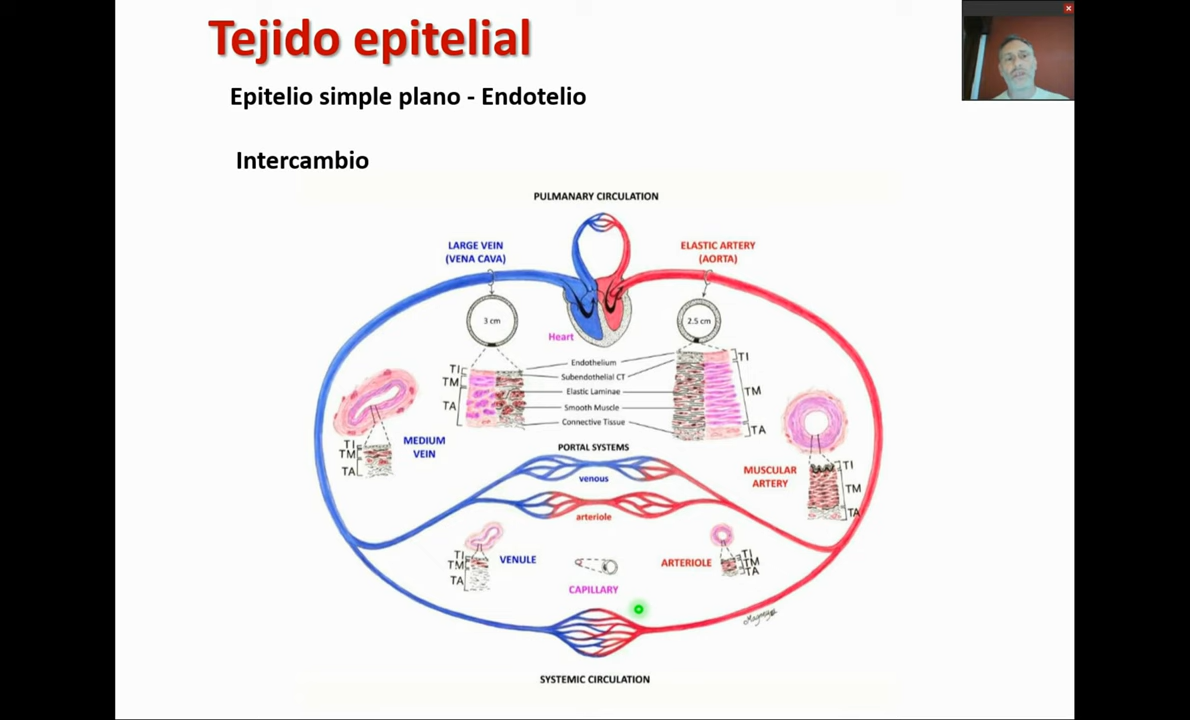 Tejido epitelial
Epitelio simple plano - Endotelio
Intercambio
PULMANARY CIRCULATION
LARGE VEIN
(VENA CAVA)
ELASTIC ARTERY
(AORTA)
3 cm
2.5 cm
Heart
Endothelium
Subendothelial CT
Elastic Laminae
Smooth Muscle
Connective Tissue
TI
TM
TA
TI
TM
TA
MEDIUM
VEIN
TI
TM
TA
PORTAL SYSTEMS
venous
arteriole
MUSCULAR
ARTERY
TI
TM
TA
VENULE
TI
TM
TA
CAPILLARY
ARTERIOLE
TI
TM
TA
SYSTEMIC CIRCULATION